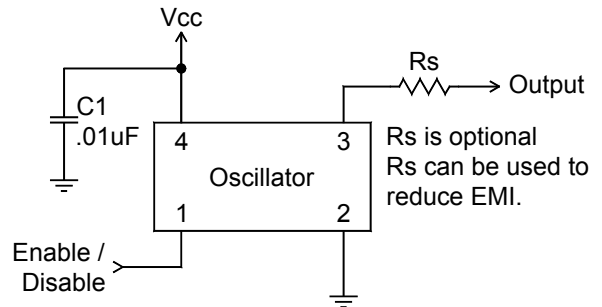 Vcc
C1
.01uF
Rs
Output
4
3
Oscillator
1
2
Rs is optional
Rs can be used to
reduce EMI.
Enable /
Disable